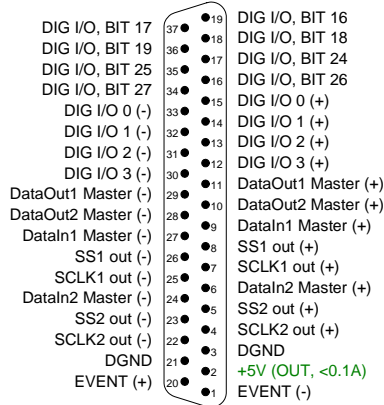 DIG I/O, BIT 17 37 19 DIG I/O, BIT 16
DIG I/O, BIT 19 36 18 DIG I/O, BIT 18
DIG I/O, BIT 25 35 17 DIG I/O, BIT 24
DIG I/O, BIT 27 34 16 DIG I/O, BIT 26
DIG I/O 0 (-) 33 15 DIG I/O 0 (+)
DIG I/O 1 (-) 32 14 DIG I/O 1 (+)
DIG I/O 2 (-) 31 13 DIG I/O 2 (+)
DIG I/O 3 (-) 30 12 DIG I/O 3 (+)
DataOut1 Master (-) 29 11 DataOut1 Master (+)
DataOut2 Master (-) 28 10 DataOut2 Master (+)
DataIn1 Master (-) 27 9 DataIn1 Master (+)
SS1 out (-) 26 8 SS1 out (+)
SCLK1 out (-) 25 7 SCLK1 out (+)
DataIn2 Master (-) 24 6 DataIn2 Master (+)
SS2 out (-) 23 5 SS2 out (+)
SCLK2 out (-) 22 4 SCLK2 out (+)
DGND 21 3 DGND
EVENT (+) 20 2 +5V (OUT, <0.1A)
1 EVENT (-)